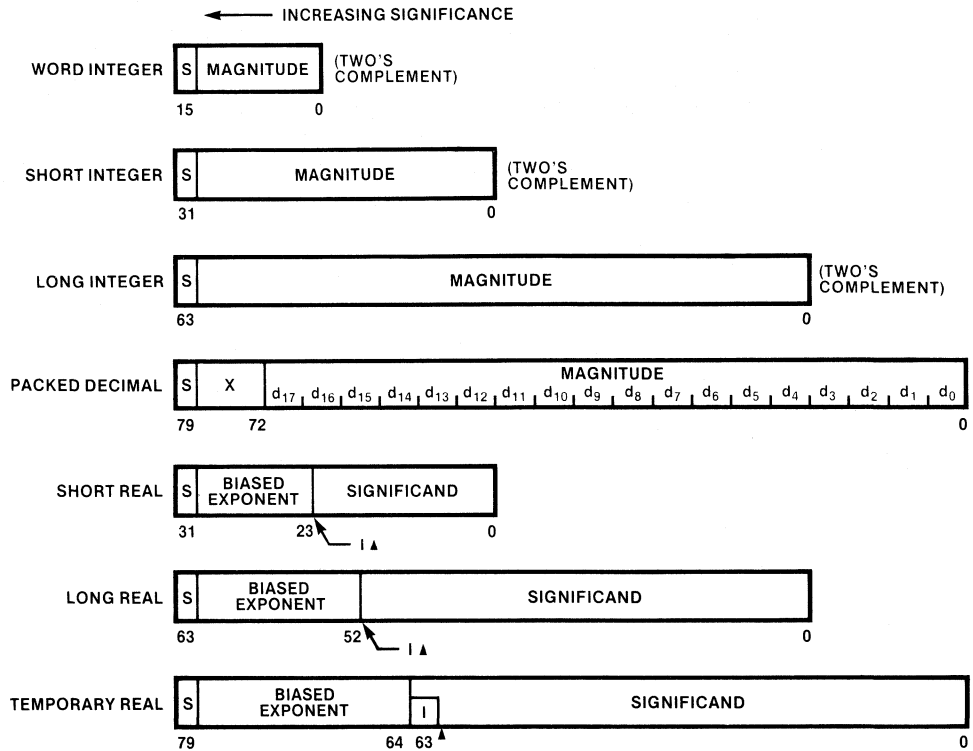 INCREASING SIGNIFICANCE
WORD INTEGER S MAGNITUDE (TWO'S COMPLEMENT)
15 0
SHORT INTEGER S MAGNITUDE (TWO'S COMPLEMENT)
31 0
LONG INTEGER S MAGNITUDE (TWO'S COMPLEMENT)
63 0
PACKED DECIMAL S X MAGNITUDE
d17 d16 d15 d14 d13 d12 d11 d10 d9 d8 d7 d6 d5 d4 d3 d2 d1 d0
79 72 0
SHORT REAL S BIASED EXPONENT SIGNIFICAND
31 23 0
I
LONG REAL S BIASED EXPONENT SIGNIFICAND
63 52 0
I
TEMPORARY REAL S BIASED EXPONENT I SIGNIFICAND
79 64 63 0